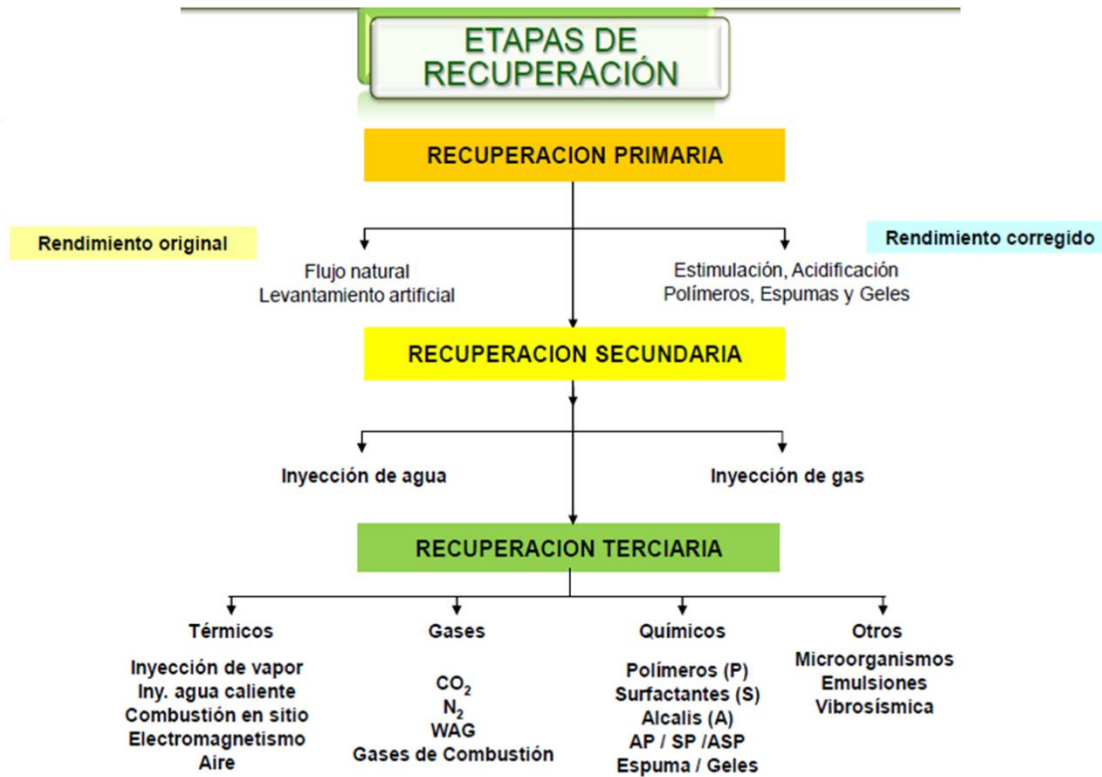 ETAPAS DE
RECUPERACIÓN
RECUPERACION PRIMARIA
Rendimiento original
Rendimiento corregido
Flujo natural
Levantamiento artificial
Estimulación, Acidificación
Polímeros, Espumas y Geles
RECUPERACION SECUNDARIA
Inyección de agua
Inyección de gas
RECUPERACION TERCIARIA
Térmicos
Inyección de vapor
Iny. agua caliente
Combustión en sitio
Electromagnetismo
Aire
Gases
CO₂
N₂
WAG
Gases de Combustión
Químicos
Polímeros (P)
Surfactantes (S)
Alcalis (A)
AP / SP /ASP
Espuma / Geles
Otros
Microorganismos
Emulsiones
Vibrosísmica